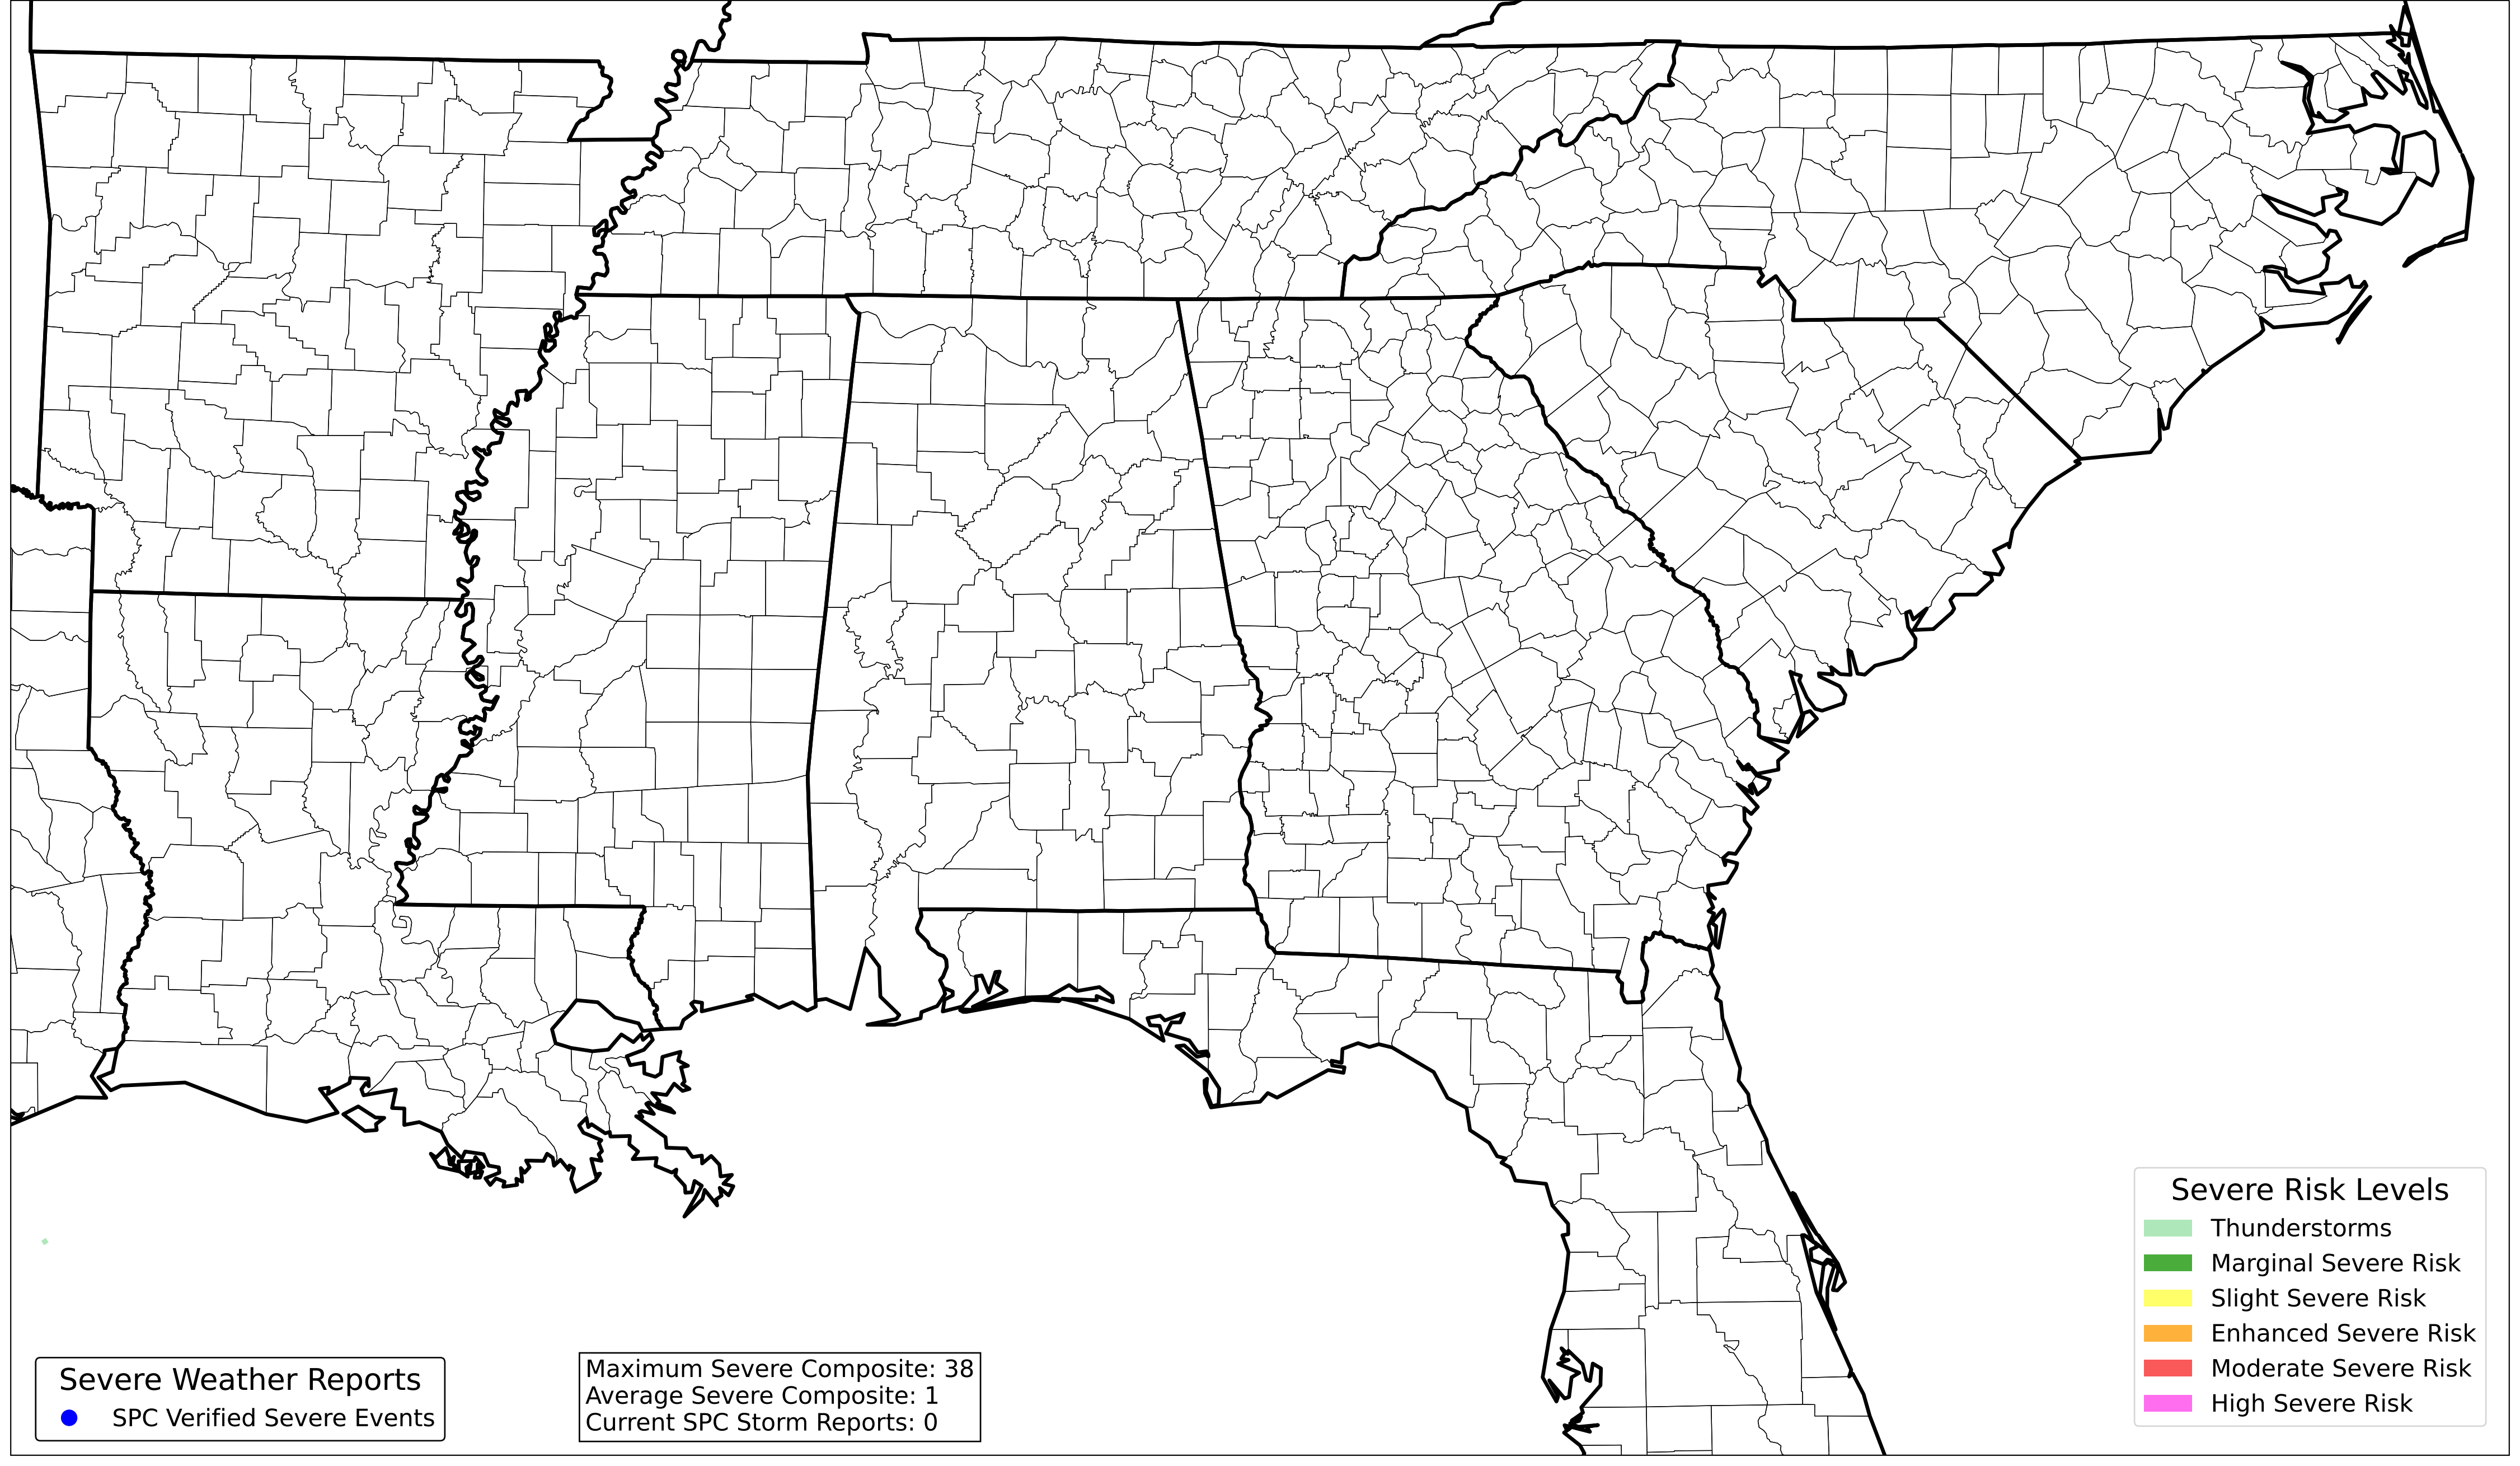 Severe Risk Levels
Thunderstorms
Marginal Severe Risk
Slight Severe Risk
Enhanced Severe Risk
Moderate Severe Risk
High Severe Risk
Severe Weather Reports
SPC Verified Severe Events
Maximum Severe Composite: 38
Average Severe Composite: 1
Current SPC Storm Reports: 0